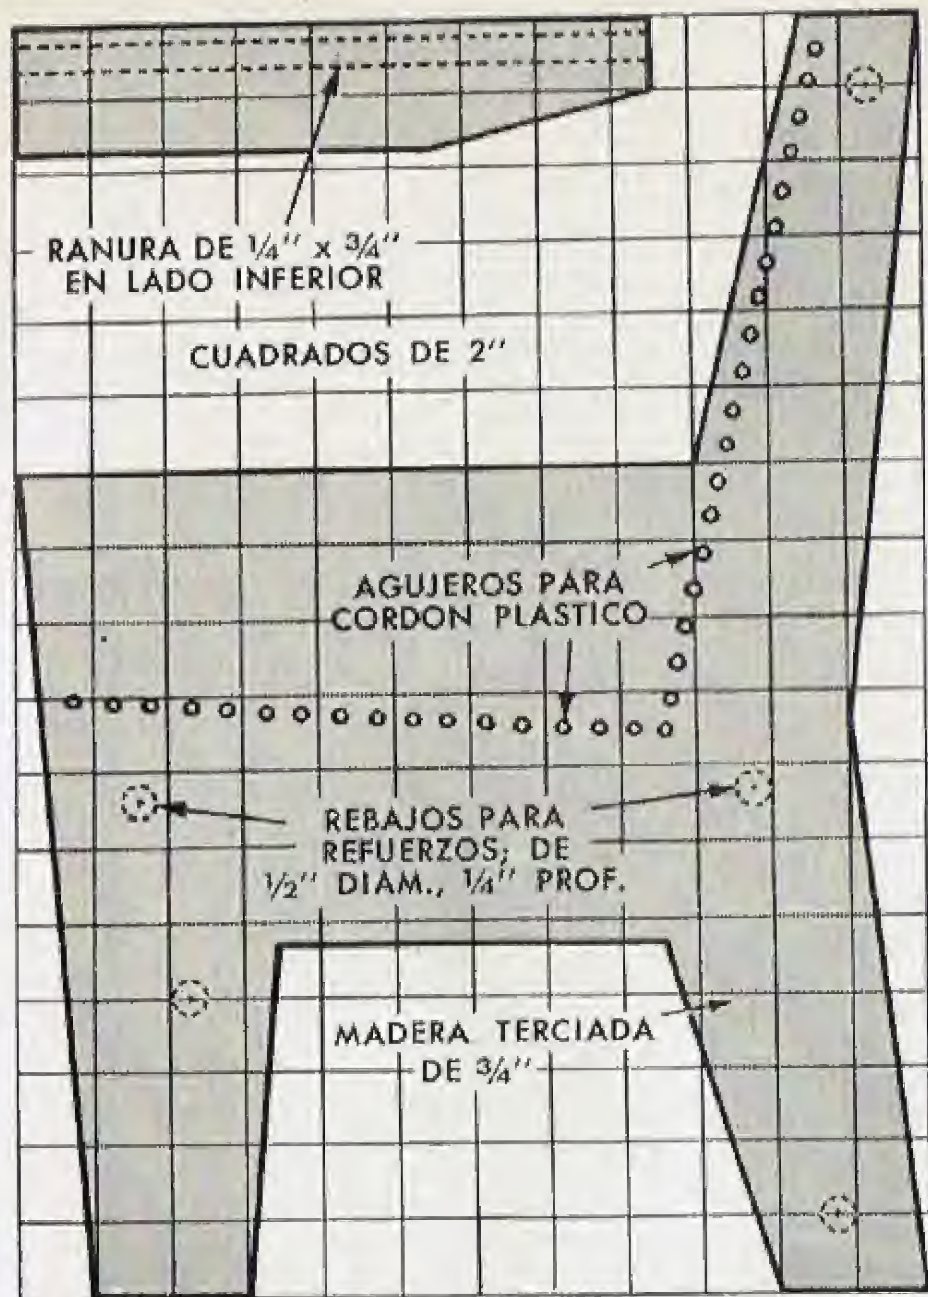 RANURA DE 1/4" x 3/4"
EN LADO INFERIOR
CUADRADOS DE 2"
AGUJEROS PARA
CORDON PLASTICO
REBAJOS PARA
REFUERZOS; DE
1/2" DIAM., 1/4" PROF.
MADERA TERCIADA
DE 3/4"